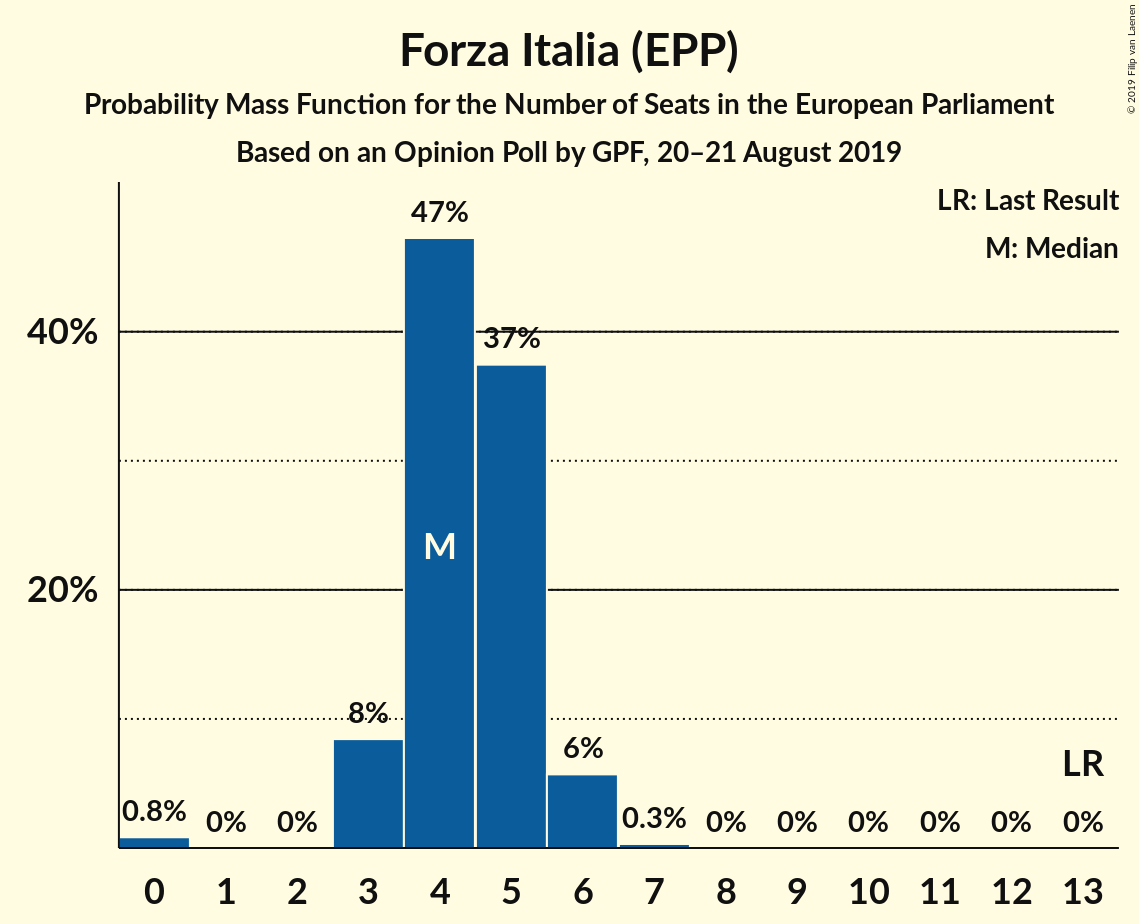 Forza Italia (EPP)
Probability Mass Function for the Number of Seats in the European Parliament
Based on an Opinion Poll by GPF, 20–21 August 2019
© 2019 Filip van Laenen
LR: Last Result
M: Median
47%
40%
37%
M
20%
8%
6%
LR
0.8%
0%
0%
0.3%
0%
0%
0%
0%
0%
0%
0 1 2 3 4 5 6 7 8 9 10 11 12 13